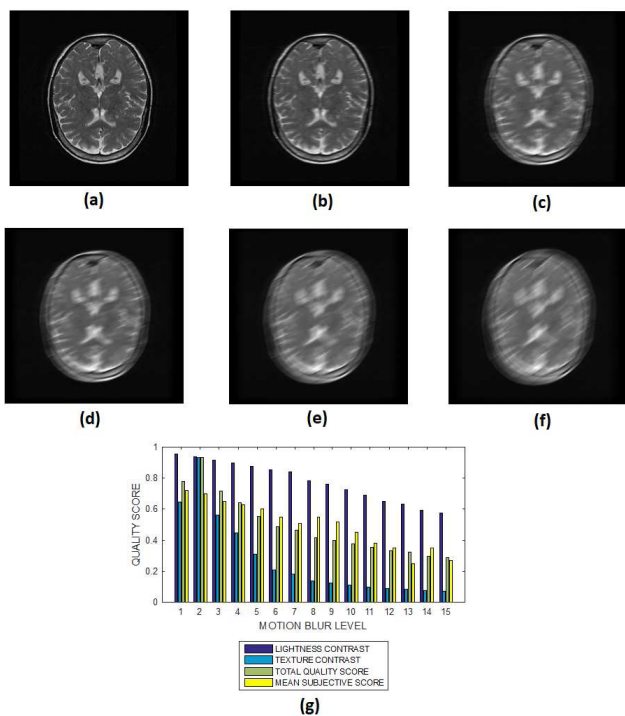 (a)
(b)
(c)
(d)
(e)
(f)
QUALITY SCORE
1
0.8
0.6
0.4
0.2
0
1 2 3 4 5 6 7 8 9 10 11 12 13 14 15
MOTION BLUR LEVEL
LIGHTNESS CONTRAST
TEXTURE CONTRAST
TOTAL QUALITY SCORE
MEAN SUBJECTIVE SCORE
(g)